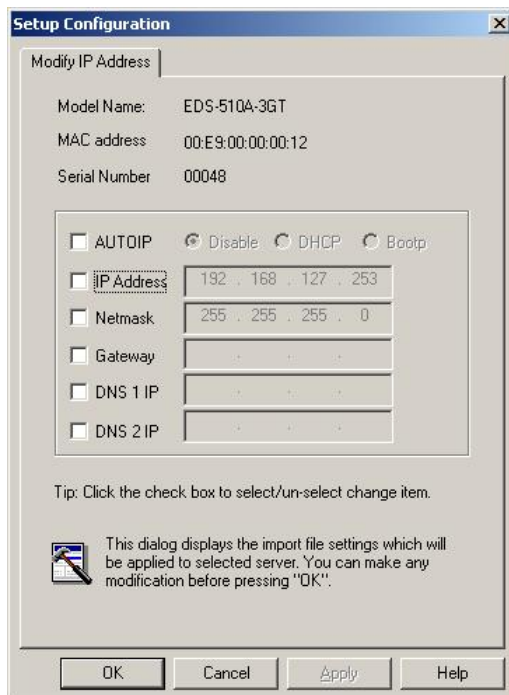 Setup Configuration
Modify IP Address
Model Name: EDS-510A-3GT
MAC address 00:E9:00:00:00:12
Serial Number 00048
AUTOIP Disable DHCP Bootp
IP Address 192 . 168 . 127 . 253
Netmask 255 . 255 . 255 . 0
Gateway . . .
DNS 1 IP . . .
DNS 2 IP . . .
Tip: Click the check box to select/un-select change item.
This dialog displays the import file settings which will
be applied to selected server. You can make any
modification before pressing "OK".
OK Cancel Apply Help